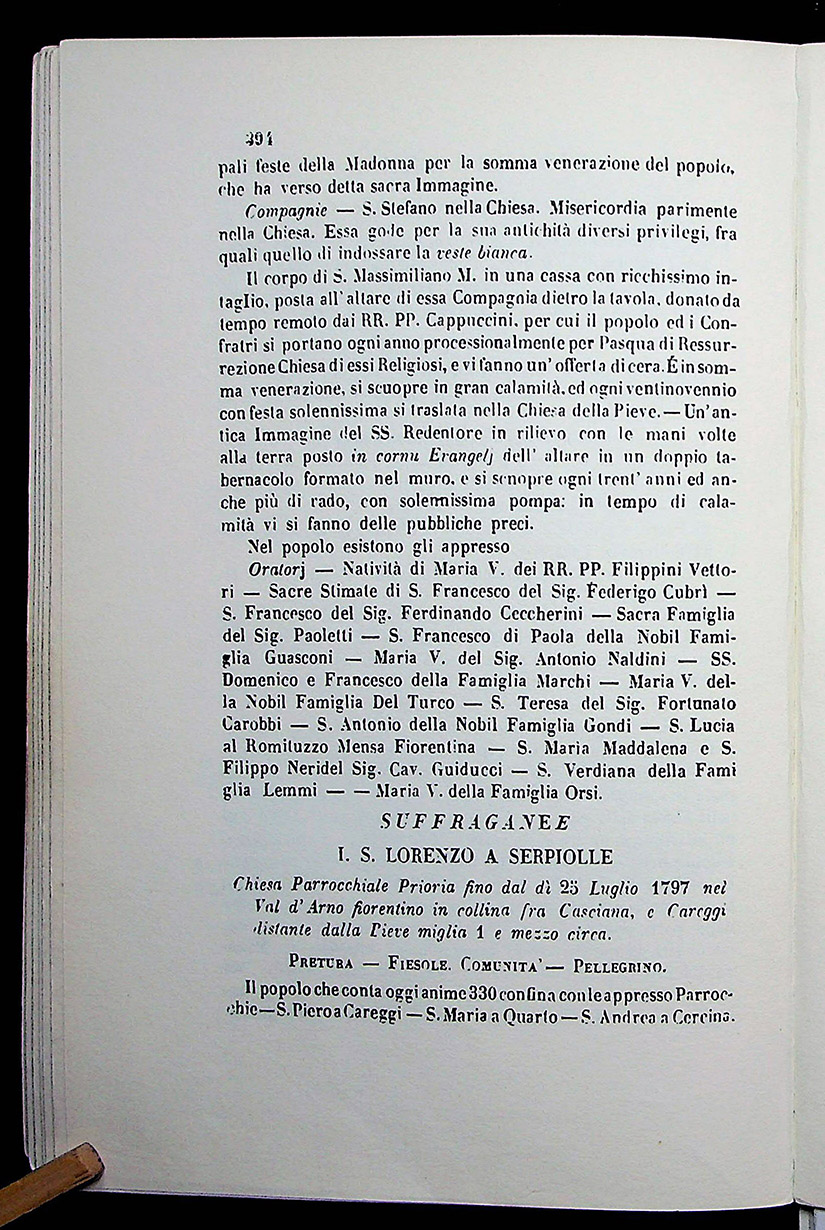 394
pali feste della Madonna per la somma venerazione del popolo,
che ha verso detta sacra Immagine.
Compagnie — S. Stefano nella Chiesa. Misericordia parimente
nella Chiesa. Essa gode per la sua antichità diversi privilegi, fra
quali quello di indossare la veste bianca.
Il corpo di S. Massimiliano M. in una cassa con ricchissimo in-
taglio, posta all' altare di essa Compagnia dietro la tavola, donato da
tempo remoto dai RR. PP. Cappuccini, per cui il popolo ed i Con-
fratri si portano ogni anno processionalmente per Pasqua di Ressur-
rezione Chiesa di essi Religiosi, e vi fanno un' offerta di cera. É in som-
ma venerazione, si scuopre in gran calamità, ed ogni ventinovennio
con festa solennissima si traslata nella Chiesa della Pieve. — Un'an-
tica Immagine del SS. Redentore in rilievo con le mani volte
alla terra posto in cornu Evangelj dell' altare in un doppio ta-
bernacolo formato nel muro, e si scuopre ogni trent' anni ed an-
che più di rado, con solennissima pompa: in tempo di cala-
mità vi si fanno delle pubbliche preci.
Nel popolo esistono gli appresso
Oratorj — Natività di Maria V. dei RR. PP. Filippini Vetto-
ri — Sacre Stimate di S. Francesco del Sig. Federigo Cubrì —
S. Francesco del Sig. Ferdinando Ceccherini — Sacra Famiglia
del Sig. Paoletti — S. Francesco di Paola della Nobil Fami-
glia Guasconi — Maria V. del Sig. Antonio Naldini — SS.
Domenico e Francesco della Famiglia Marchi — Maria V. del-
la Nobil Famiglia Del Turco — S. Teresa del Sig. Fortunato
Carobbi — S. Antonio della Nobil Famiglia Gondi — S. Lucia
al Romituzzo Mensa Fiorentina — S. Maria Maddalena e S.
Filippo Neridel Sig. Cav. Guiducci — S. Verdiana della Fami
glia Lemmi — — Maria V. della Famiglia Orsi.
SUFFRAGANEE
I. S. LORENZO A SERPIOLLE
Chiesa Parrocchiale Prioria fino dal dì 25 Luglio 1797 nel
Val d' Arno fiorentino in collina fra Casciana, e Careggi
distante dalla Pieve miglia 1 e mezzo circa.
PRETURA — FIESOLE. COMUNITA' — PELLEGRINO.
Il popolo che conta oggi anime 330 confina con le appresso Parroc-
chie — S. Piero a Careggi — S. Maria a Quarto — S. Andrea a Cercina.